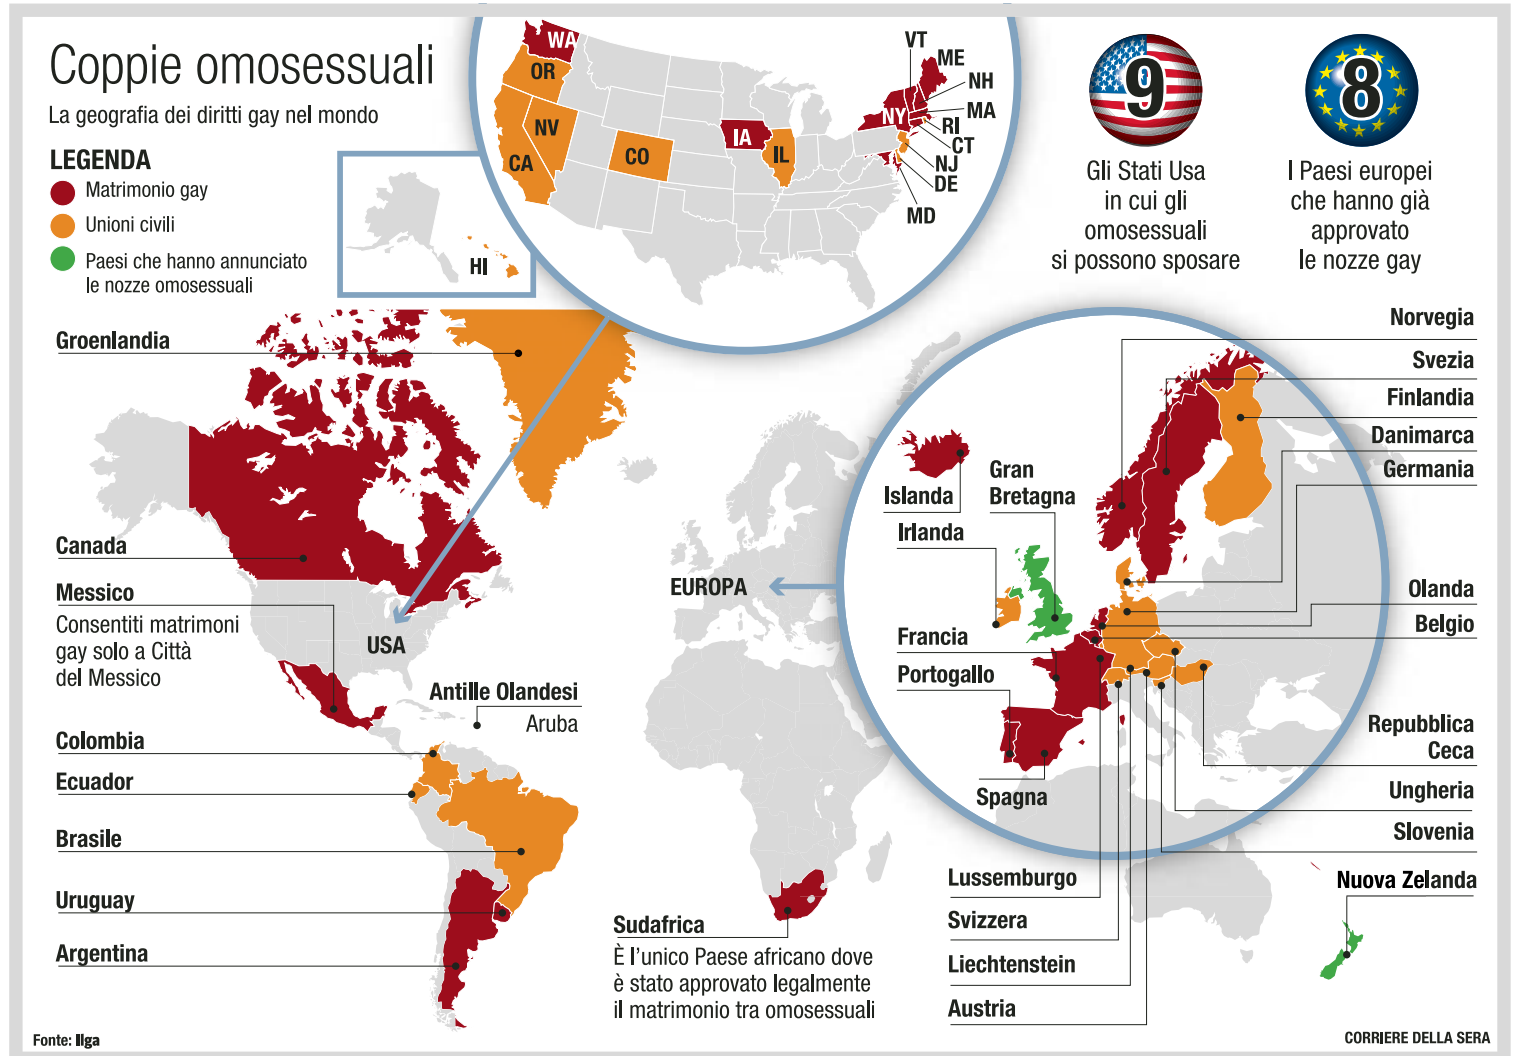 Coppie omosessuali
La geografia dei diritti gay nel mondo
LEGENDA
Matrimonio gay
Unioni civili
Paesi che hanno annunciato
le nozze omosessuali
HI
WA
OR
NV
CA
CO
IA
IL
NY
VT
ME
NH
MA
RI
CT
NJ
DE
MD
9
Gli Stati Usa
in cui gli
omosessuali
si possono sposare
8
I Paesi europei
che hanno già
approvato
le nozze gay
Groenlandia
Canada
Messico
Consentiti matrimoni
gay solo a Città
del Messico
USA
Antille Olandesi
Aruba
Colombia
Ecuador
Brasile
Uruguay
Argentina
EUROPA
Sudafrica
È l'unico Paese africano dove
è stato approvato legalmente
il matrimonio tra omosessuali
Islanda
Gran
Bretagna
Irlanda
Francia
Portogallo
Spagna
Norvegia
Svezia
Finlandia
Danimarca
Germania
Olanda
Belgio
Repubblica
Ceca
Ungheria
Slovenia
Lussemburgo
Svizzera
Liechtenstein
Austria
Nuova Zelanda
Fonte: Ilga
CORRIERE DELLA SERA